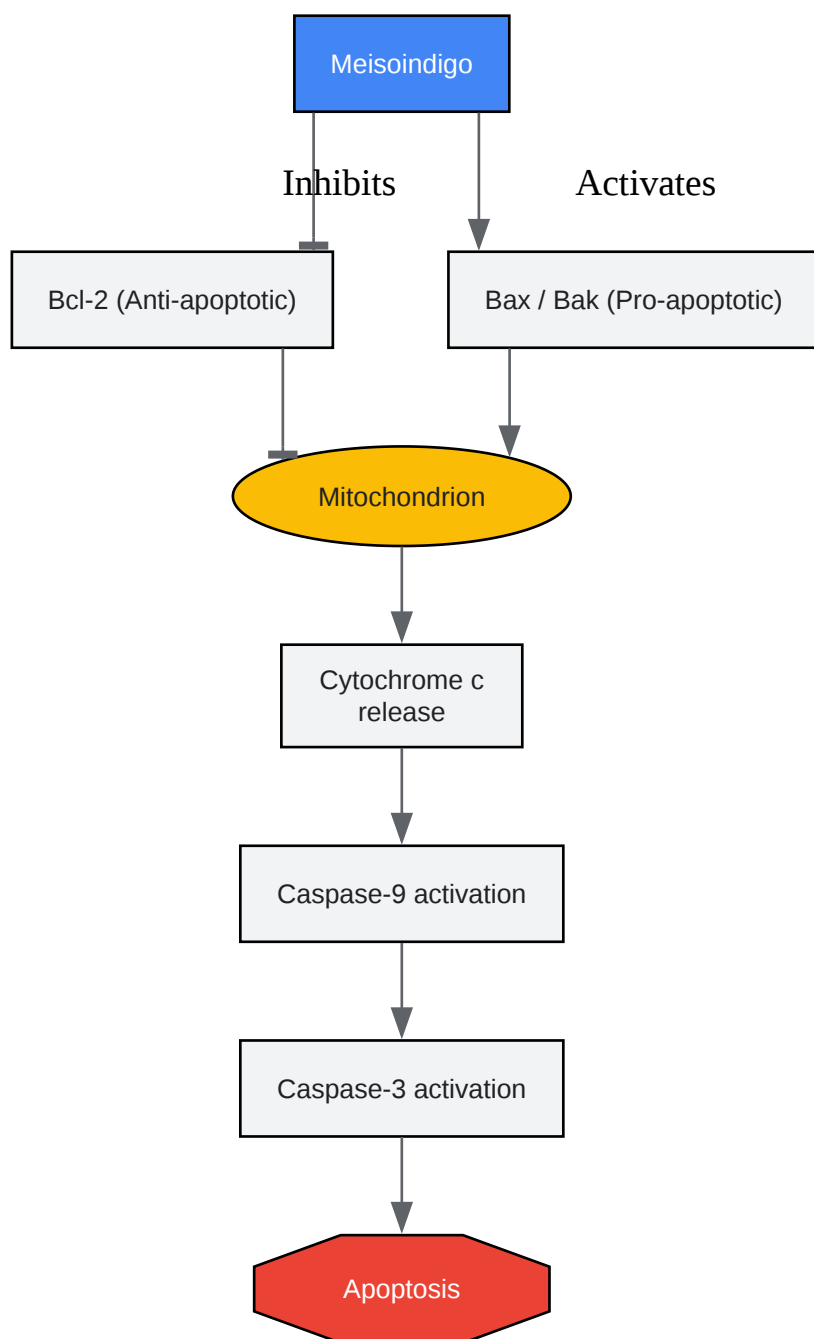 Meisoindigo
Inhibits
Activates
Bcl-2 (Anti-apoptotic)
Bax / Bak (Pro-apoptotic)
Mitochondrion
Cytochrome c
release
Caspase-9 activation
Caspase-3 activation
Apoptosis